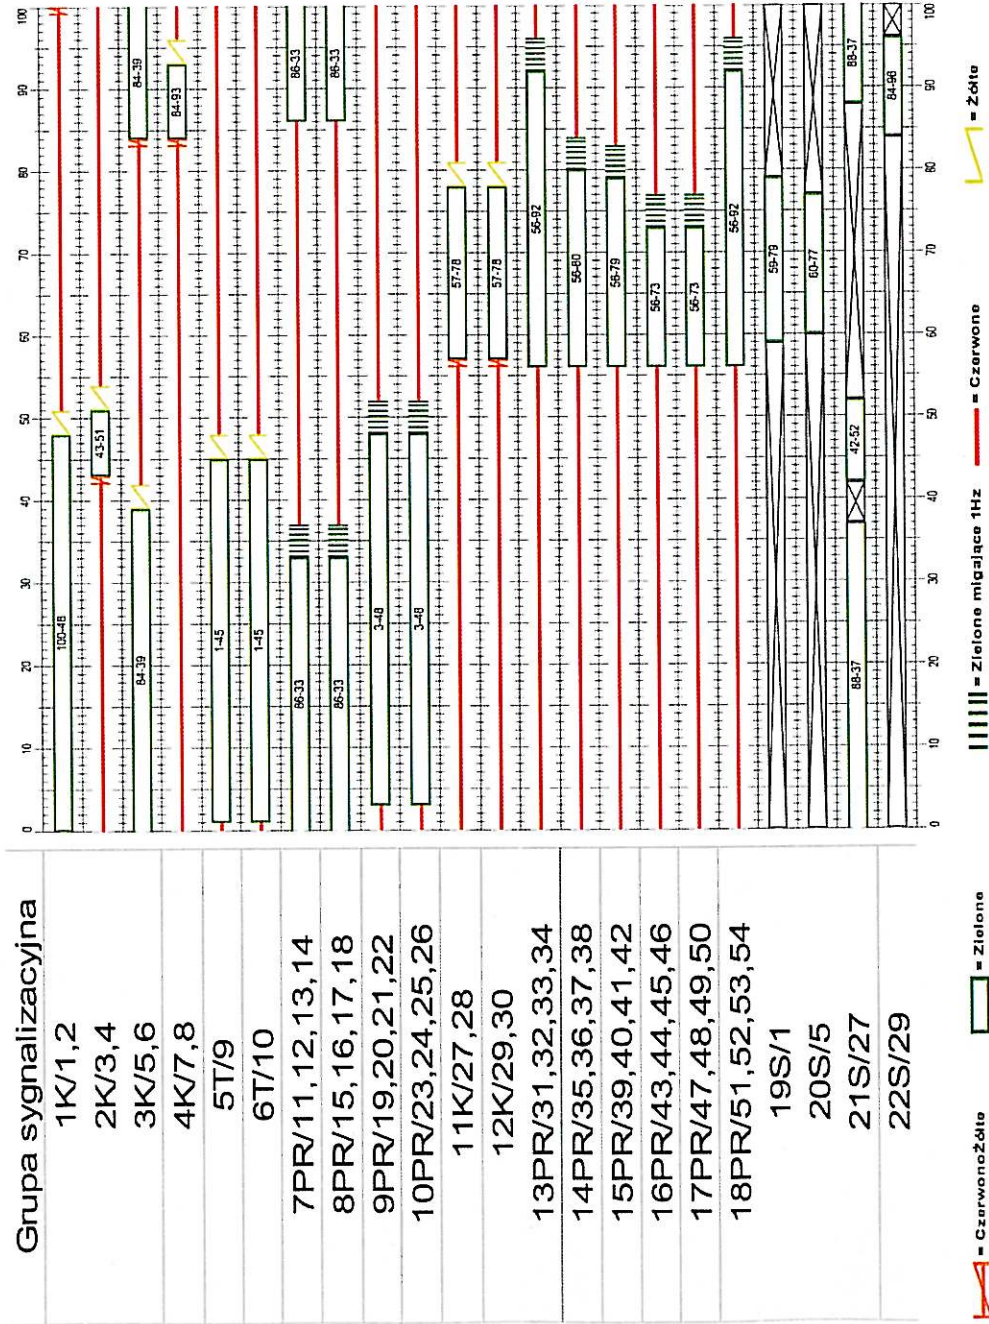 Grupa sygnalizacyjna
0 10 20 30 40 50 60 70 80 90 100
1K/1,2 100-48
2K/3,4 43-51
3K/5,6 84-39 84-39
4K/7,8 84-93
5T/9 1-45
6T/10 1-45
7PR/11,12,13,14 86-33 86-33
8PR/15,16,17,18 86-33 86-33
9PR/19,20,21,22 3-48
10PR/23,24,25,26 3-48
11K/27,28 57-78
12K/29,30 57-78
13PR/31,32,33,34 56-92
14PR/35,36,37,38 56-80
15PR/39,40,41,42 56-79
16PR/43,44,45,46 56-73
17PR/47,48,49,50 56-73
18PR/51,52,53,54 56-92
19S/1 59-79
20S/5 60-77
21S/27 88-37 42-52 88-37
22S/29 84-96
0 10 20 30 40 50 60 70 80 90 100
= CzerwonoŻółte = Zielone = Zielone migające 1Hz = Czerwone = Żółte